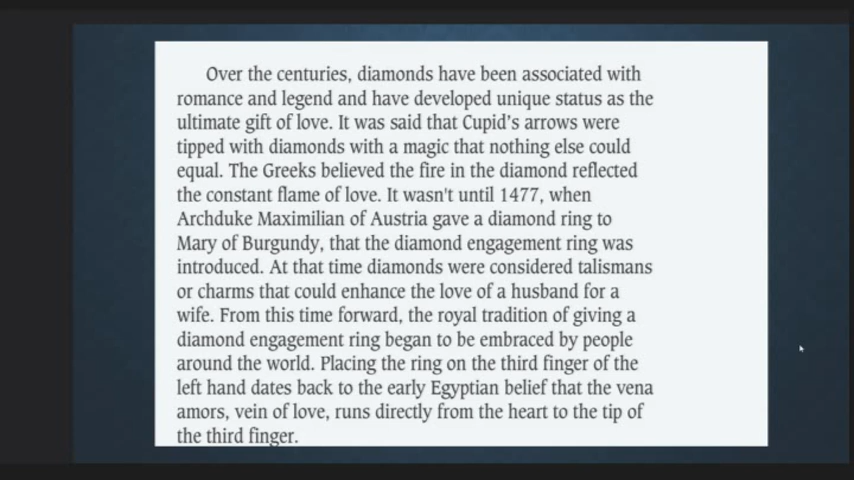 Over the centuries, diamonds have been associated with
romance and legend and have developed unique status as the
ultimate gift of love. It was said that Cupid's arrows were
tipped with diamonds with a magic that nothing else could
equal. The Greeks believed the fire in the diamond reflected
the constant flame of love. It wasn't until 1477, when
Archduke Maximilian of Austria gave a diamond ring to
Mary of Burgundy, that the diamond engagement ring was
introduced. At that time diamonds were considered talismans
or charms that could enhance the love of a husband for a
wife. From this time forward, the royal tradition of giving a
diamond engagement ring began to be embraced by people
around the world. Placing the ring on the third finger of the
left hand dates back to the early Egyptian belief that the vena
amors, vein of love, runs directly from the heart to the tip of
the third finger.